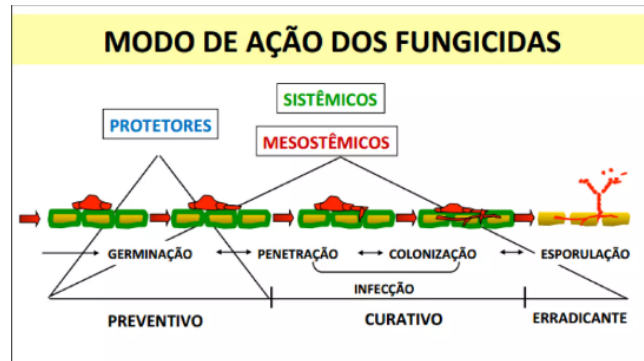 MODO DE AÇÃO DOS FUNGICIDAS
SISTÊMICOS
PROTETORES
MESOSTÊMICOS
GERMINAÇÃO PENETRAÇÃO COLONIZAÇÃO ESPORULAÇÃO
INFECÇÃO
PREVENTIVO CURATIVO ERRADICANTE